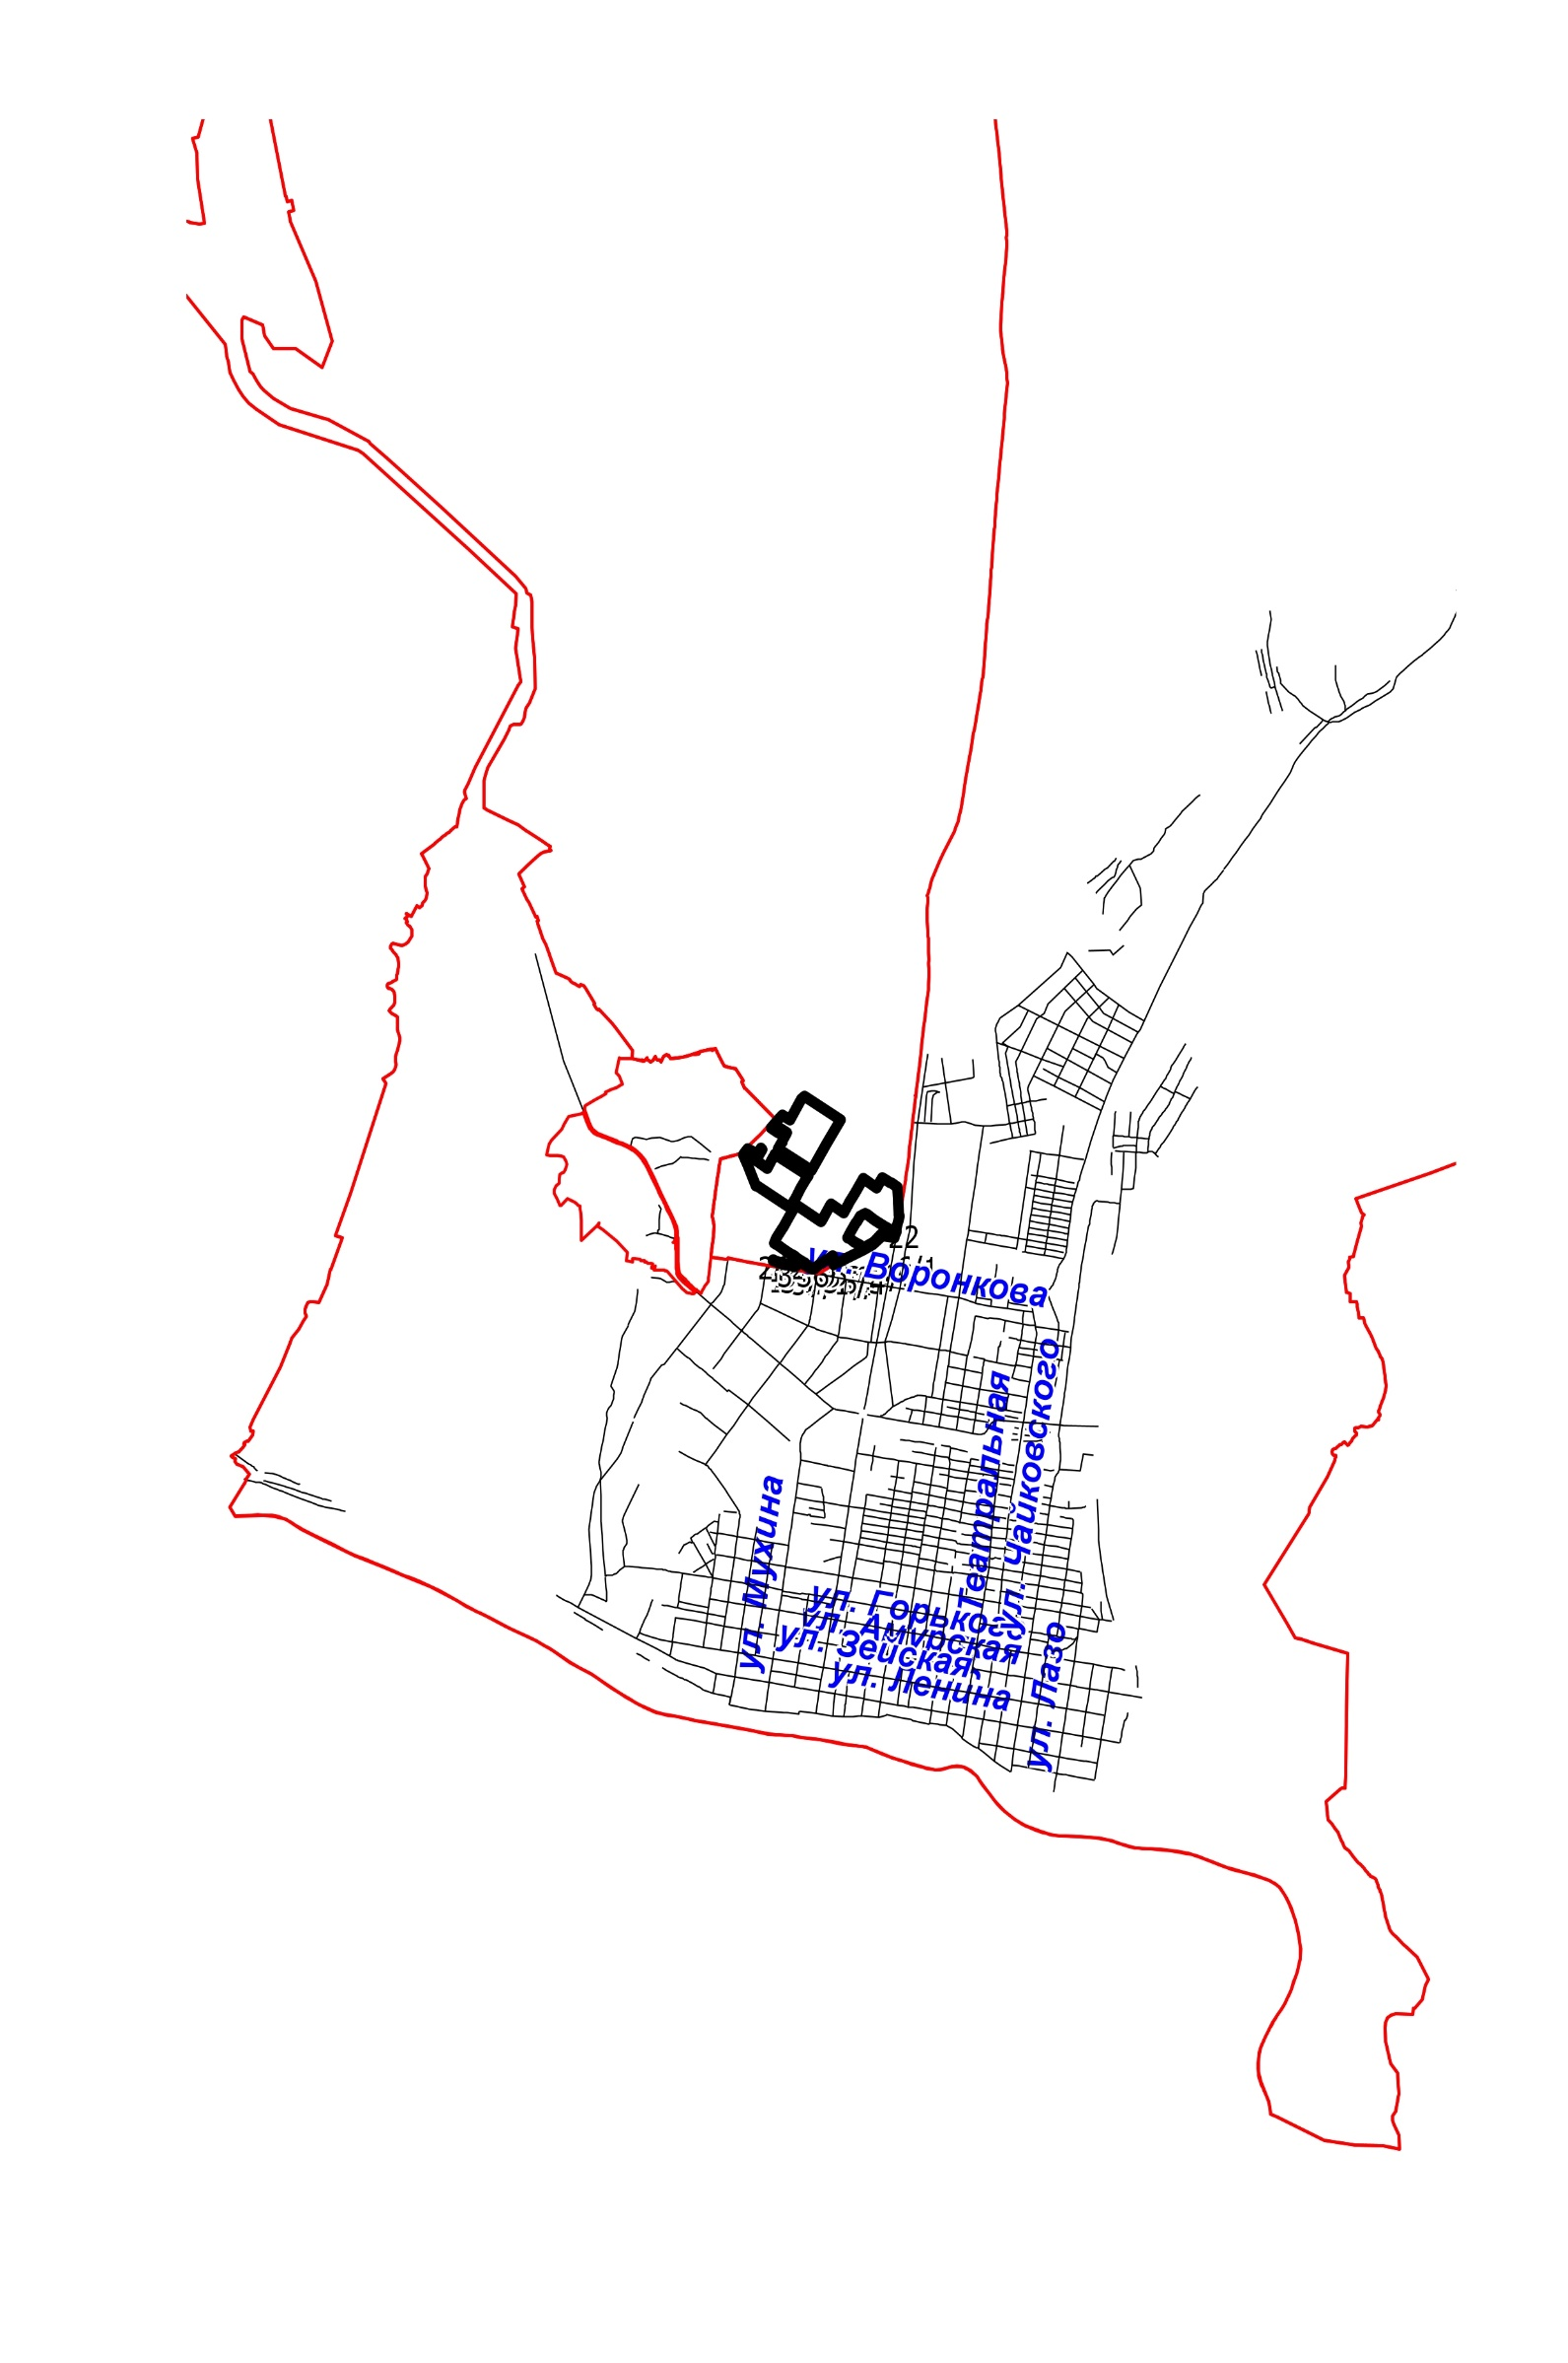 22
ул. Воронкова
Театральная
ул. Чайковского
ул. Мухина
ул. Горького
ул. Амурская
ул. Зейская,
ул. Ленина
ул. Лазо